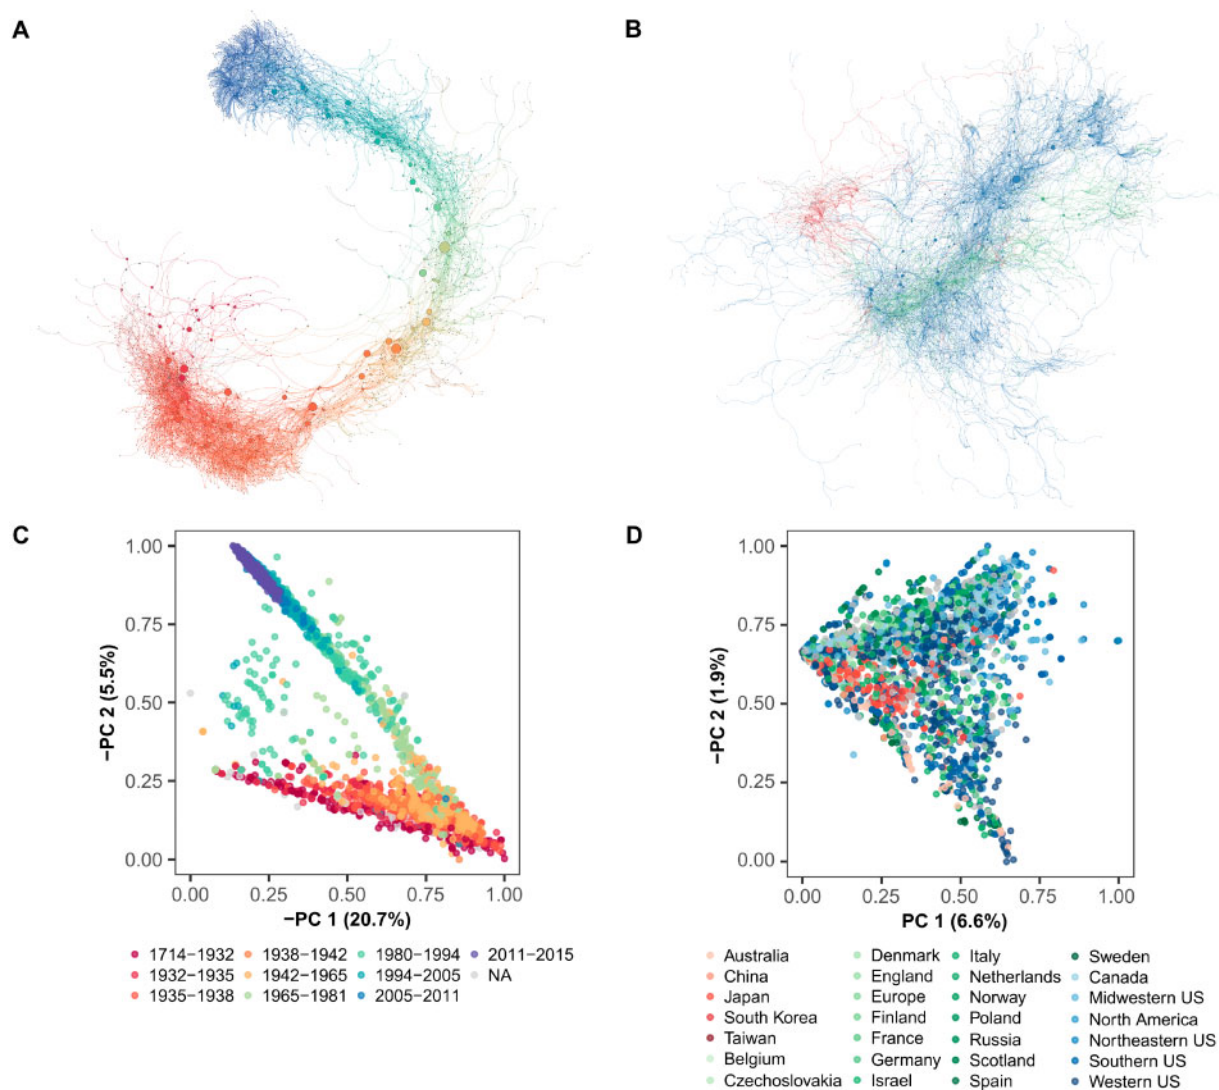 A
B
C
1.00
0.75
0.50
0.25
0.00
−PC 2 (5.5%)
0.00 0.25 0.50 0.75 1.00
−PC 1 (20.7%)
1714−1932 1938−1942 1980−1994 2011−2015
1932−1935 1942−1965 1994−2005 NA
1935−1938 1965−1981 2005−2011
D
1.00
0.75
0.50
0.25
0.00
−PC 2 (1.9%)
0.00 0.25 0.50 0.75 1.00
PC 1 (6.6%)
Australia Denmark Italy Sweden
China England Netherlands Canada
Japan Europe Norway Midwestern US
South Korea Finland Poland North America
Taiwan France Russia Northeastern US
Belgium Germany Scotland Southern US
Czechoslovakia Israel Spain Western US